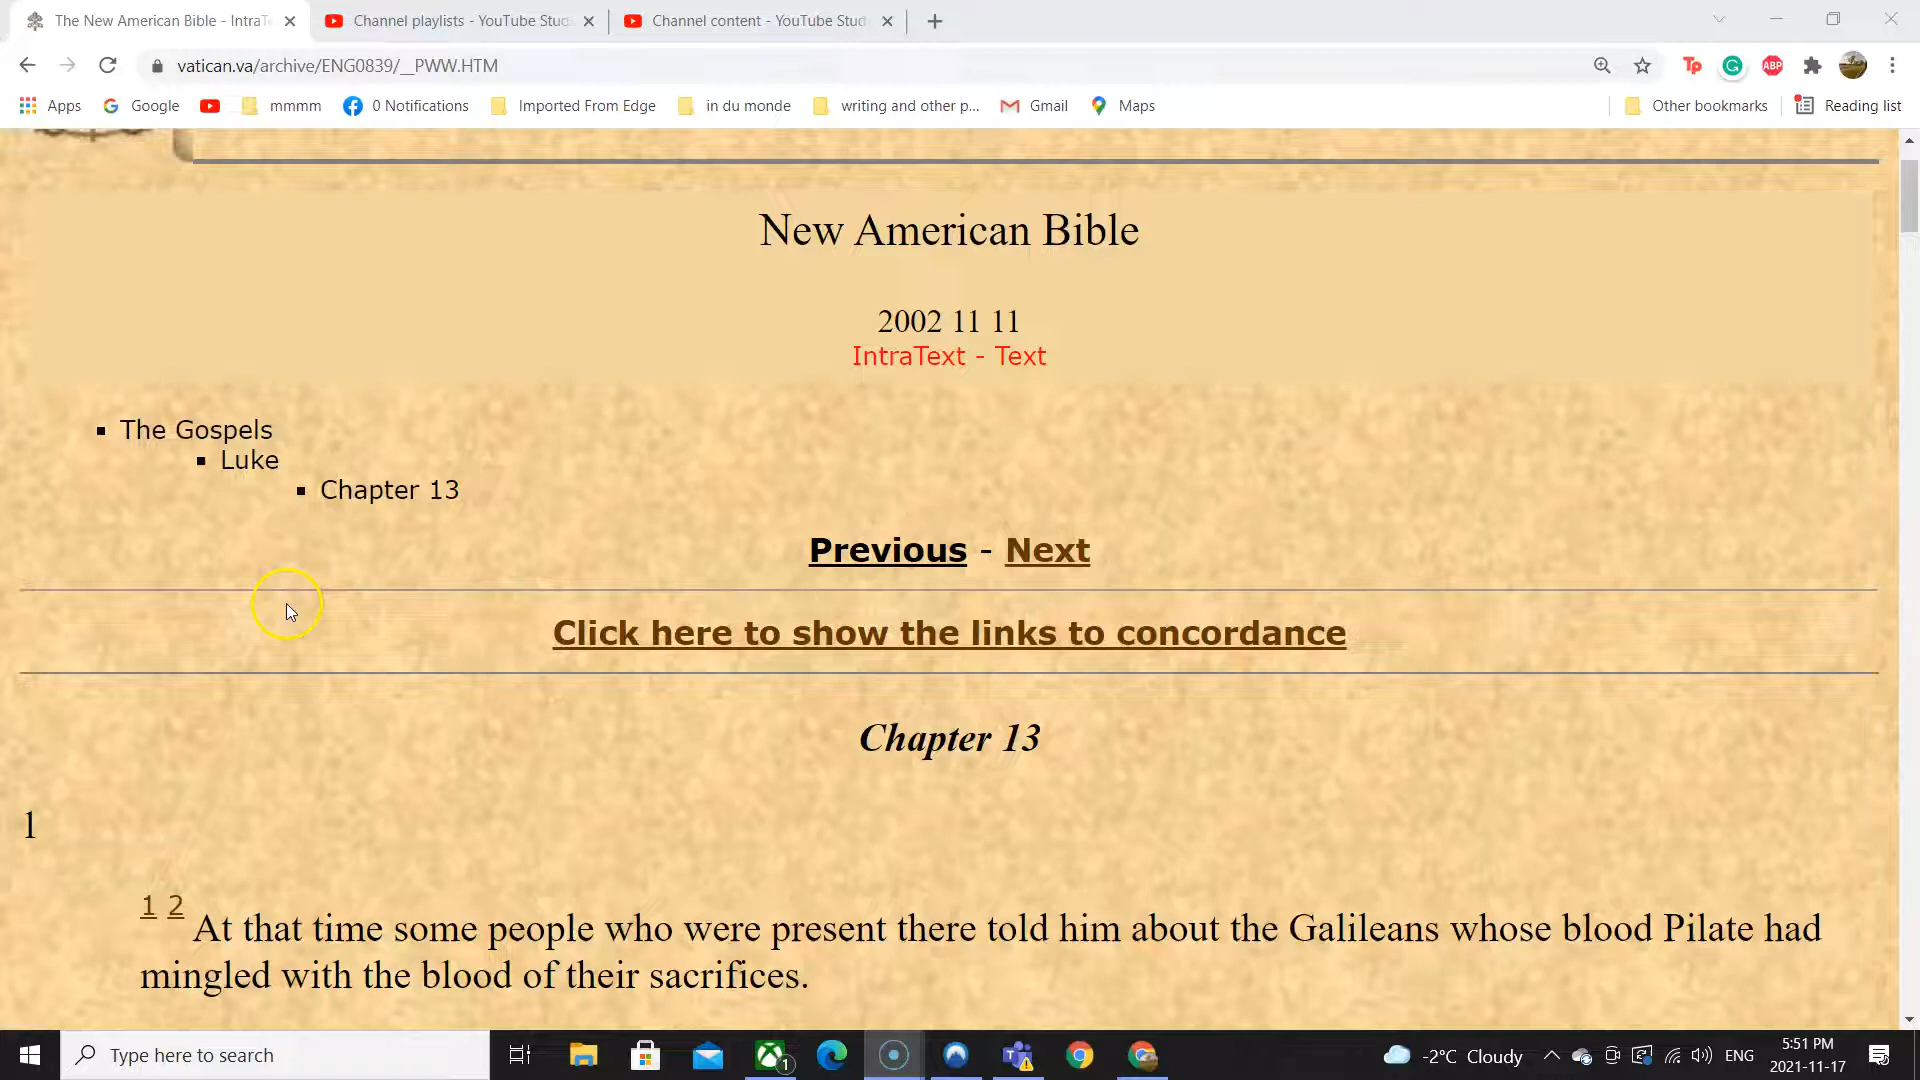 The New American Bible - IntraTe
Channel playlists - YouTube Stud
Channel content - YouTube Stud
vatican.va/archive/ENG0839/__PWW.HTM
Tp
G
ABP
Apps
Google
mmmm
0 Notifications
Imported From Edge
in du monde
writing and other p...
Gmail
Maps
Other bookmarks
Reading list
New American Bible
2002 11 11
IntraText - Text
The Gospels
Luke
Chapter 13
Previous - Next
Click here to show the links to concordance
Chapter 13
1
1 2 At that time some people who were present there told him about the Galileans whose blood Pilate had
mingled with the blood of their sacrifices.
Type here to search
1
-2°C Cloudy
ENG
5:51 PM
2021-11-17